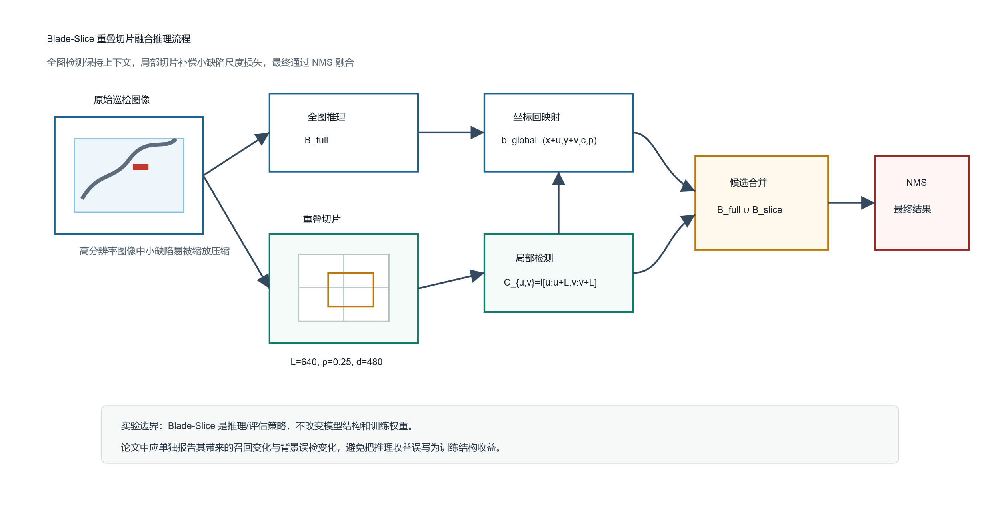 Blade-Slice 重叠切片融合推理流程
全图检测保持上下文，局部切片补偿小缺陷尺度损失，最终通过 NMS 融合
原始巡检图像
高分辨率图像中小缺陷易被缩放压缩
全图推理
B_full
坐标回映射
b_global=(x+u,y+v,c,p)
重叠切片
L=640, ρ=0.25, d=480
局部检测
C_{u,v}=I[u:u+L,v:v+L]
候选合并
B_full ∪ B_slice
NMS
最终结果
实验边界：Blade-Slice 是推理/评估策略，不改变模型结构和训练权重。
论文中应单独报告其带来的召回变化与背景误检变化，避免把推理收益误写为训练结构收益。